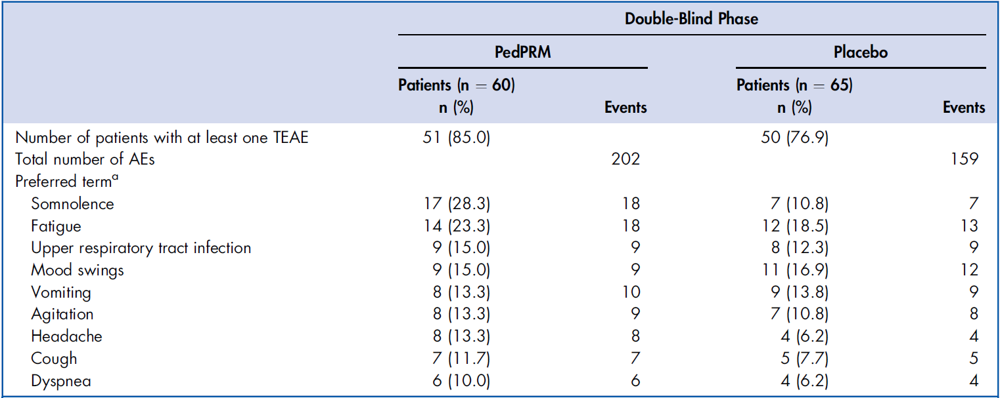 Double-Blind Phase
PedPRM Placebo
Patients (n = 60) Patients (n = 65)
n (%) Events n (%) Events
Number of patients with at least one TEAE 51 (85.0) 50 (76.9)
Total number of AEs 202 159
Preferred termᵃ
Somnolence 17 (28.3) 18 7 (10.8) 7
Fatigue 14 (23.3) 18 12 (18.5) 13
Upper respiratory tract infection 9 (15.0) 9 8 (12.3) 9
Mood swings 9 (15.0) 9 11 (16.9) 12
Vomiting 8 (13.3) 10 9 (13.8) 9
Agitation 8 (13.3) 9 7 (10.8) 8
Headache 8 (13.3) 8 4 (6.2) 4
Cough 7 (11.7) 7 5 (7.7) 5
Dyspnea 6 (10.0) 6 4 (6.2) 4